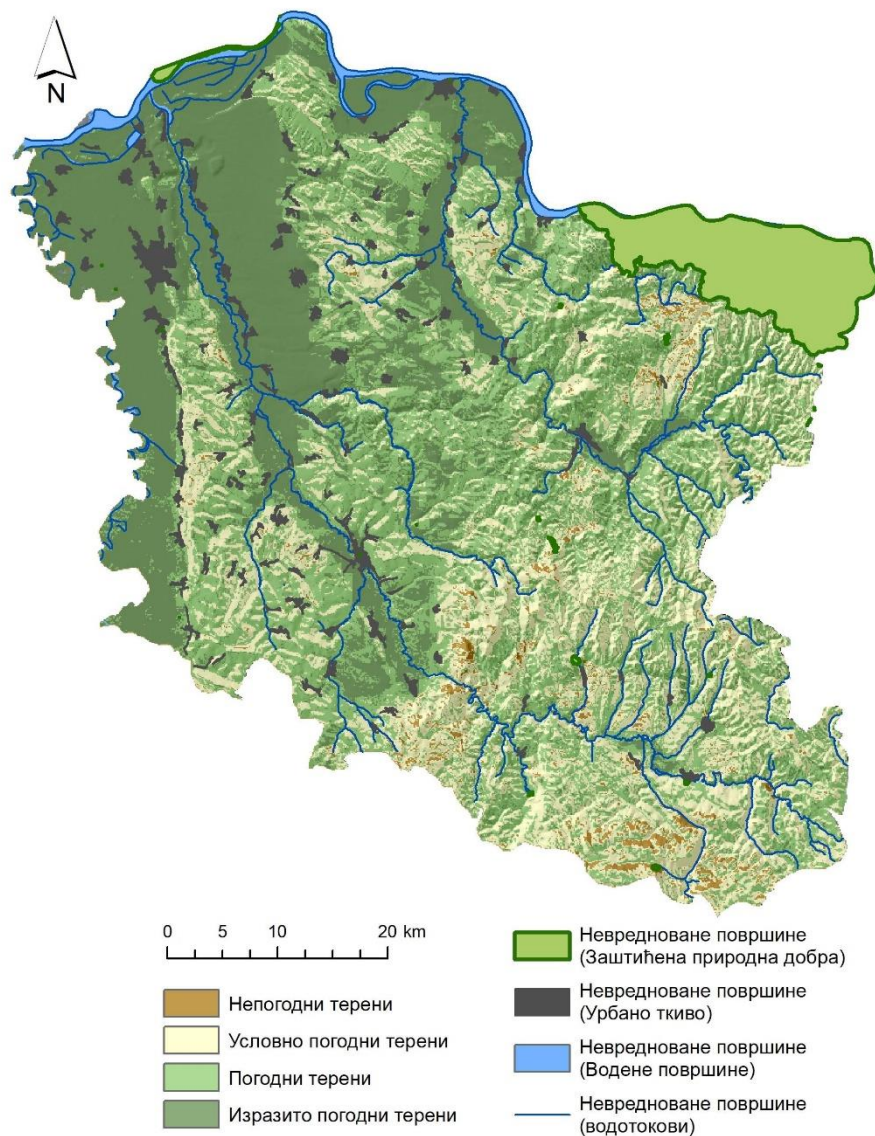 N
0 5 10 20 km
Непогодни терени
Условно погодни терени
Погодни терени
Изразито погодни терени
Невредноване површине
(Заштићена природна добра)
Невредноване површине
(Урбано ткиво)
Невредноване површине
(Водене површине)
Невредноване површине
(водотокови)